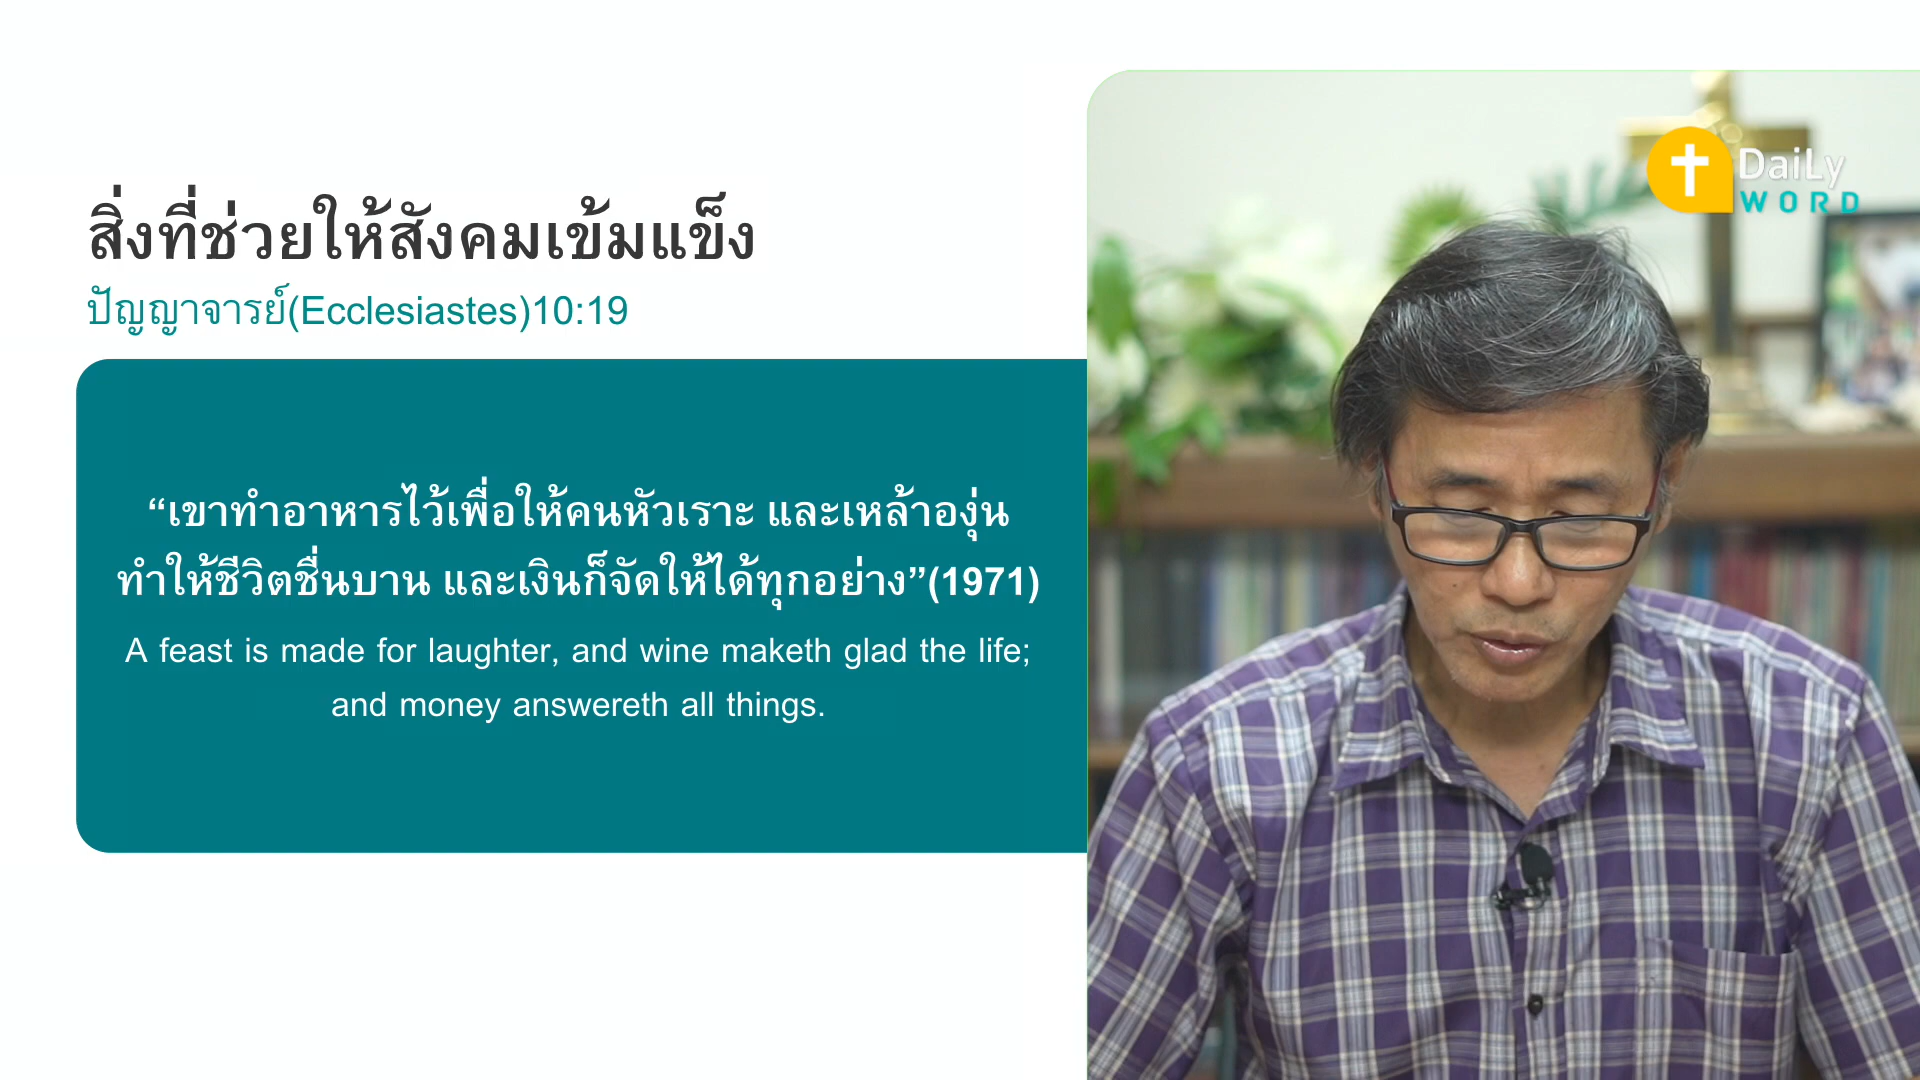 สิ่งที่ช่วยให้สังคมเข้มแข็ง
ปัญญาจารย์(Ecclesiastes)10:19
“เขาทำอาหารไว้เพื่อให้คนหัวเราะ และเหล้าองุ่น
ทำให้ชีวิตชื่นบาน และเงินก็จัดให้ได้ทุกอย่าง”(1971)
A feast is made for laughter, and wine maketh glad the life;
and money answereth all things.
DaiLy
WORD